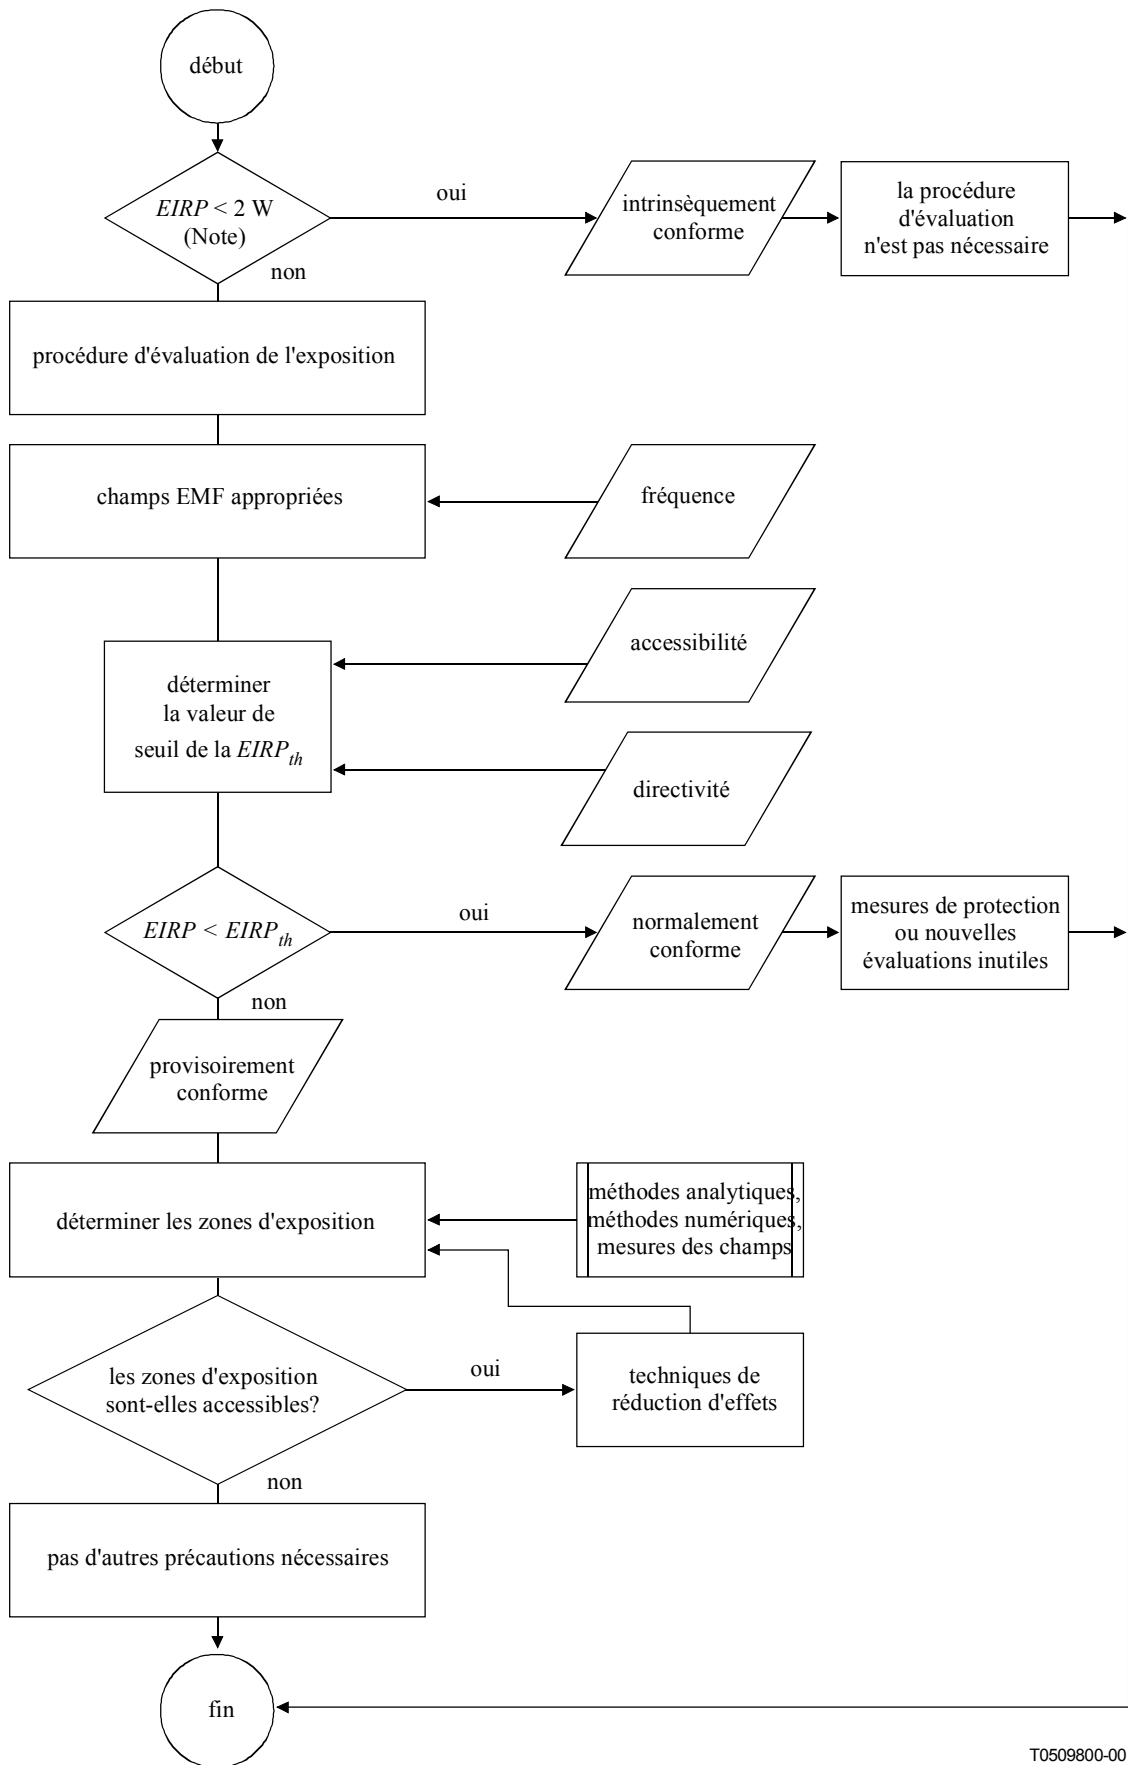 début
EIRP < 2 W
(Note)
oui
intrinsèquement
conforme
la procédure
d'évaluation
n'est pas nécessaire
non
procédure d'évaluation de l'exposition
champs EMF appropriées
fréquence
accessibilité
déterminer
la valeur de
seuil de la EIRPth
directivité
EIRP < EIRPth
oui
normalement
conforme
mesures de protection
ou nouvelles
évaluations inutiles
non
provisoirement
conforme
déterminer les zones d'exposition
méthodes analytiques,
méthodes numériques,
mesures des champs
les zones d'exposition
sont-elles accessibles?
oui
techniques de
réduction d'effets
non
pas d'autres précautions nécessaires
fin
T0509800-00